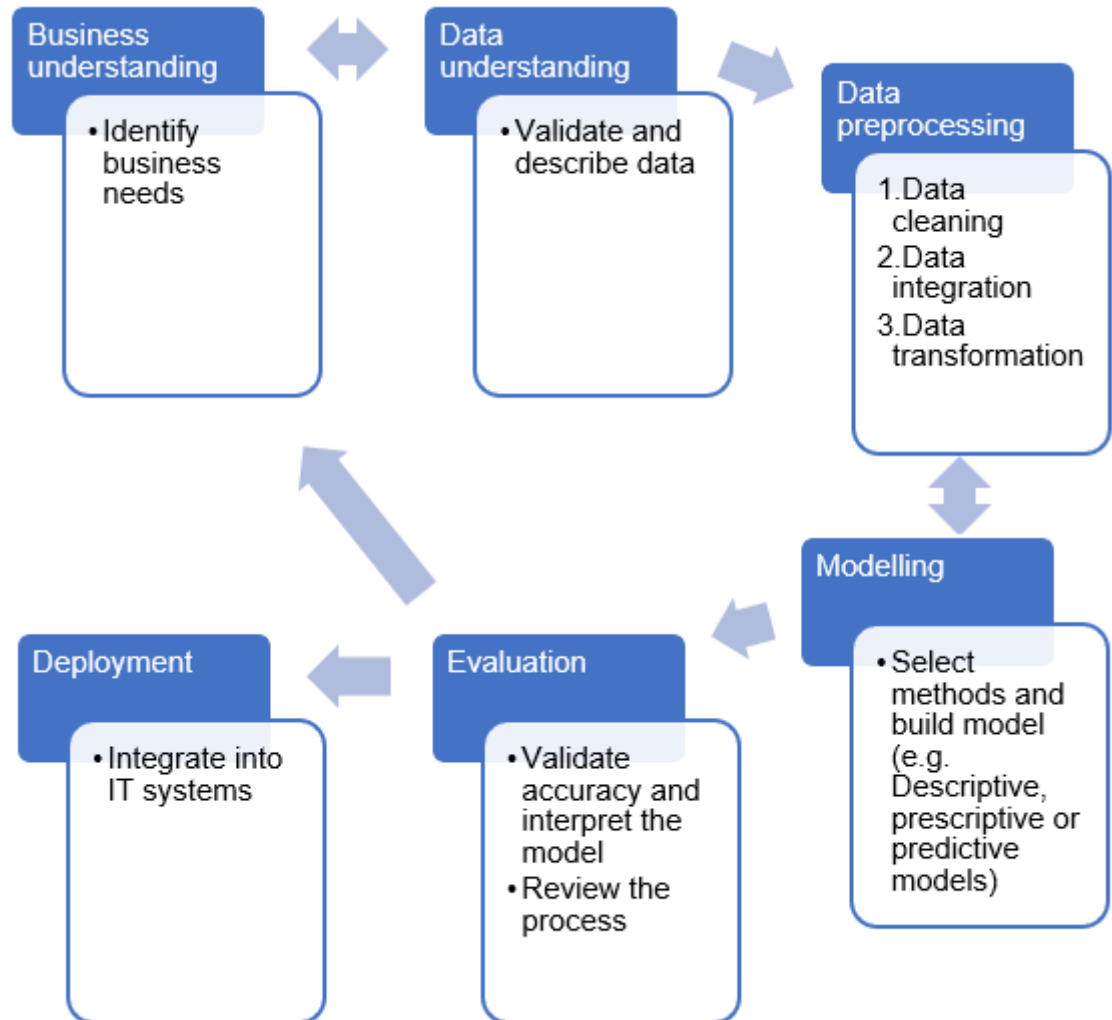 Business
understanding
• Identify
business
needs
Data
understanding
• Validate and
describe data
Data
preprocessing
1.Data
cleaning
2.Data
integration
3.Data
transformation
Modelling
• Select
methods and
build model
(e.g.
Descriptive,
prescriptive or
predictive
models)
Evaluation
• Validate
accuracy and
interpret the
model
• Review the
process
Deployment
• Integrate into
IT systems